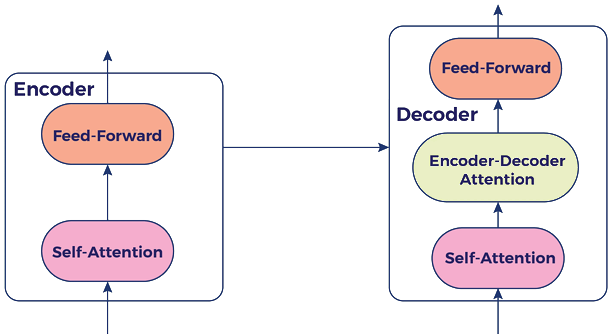 Encoder
Feed-Forward
Self-Attention
Feed-Forward
Decoder
Encoder-Decoder
Attention
Self-Attention